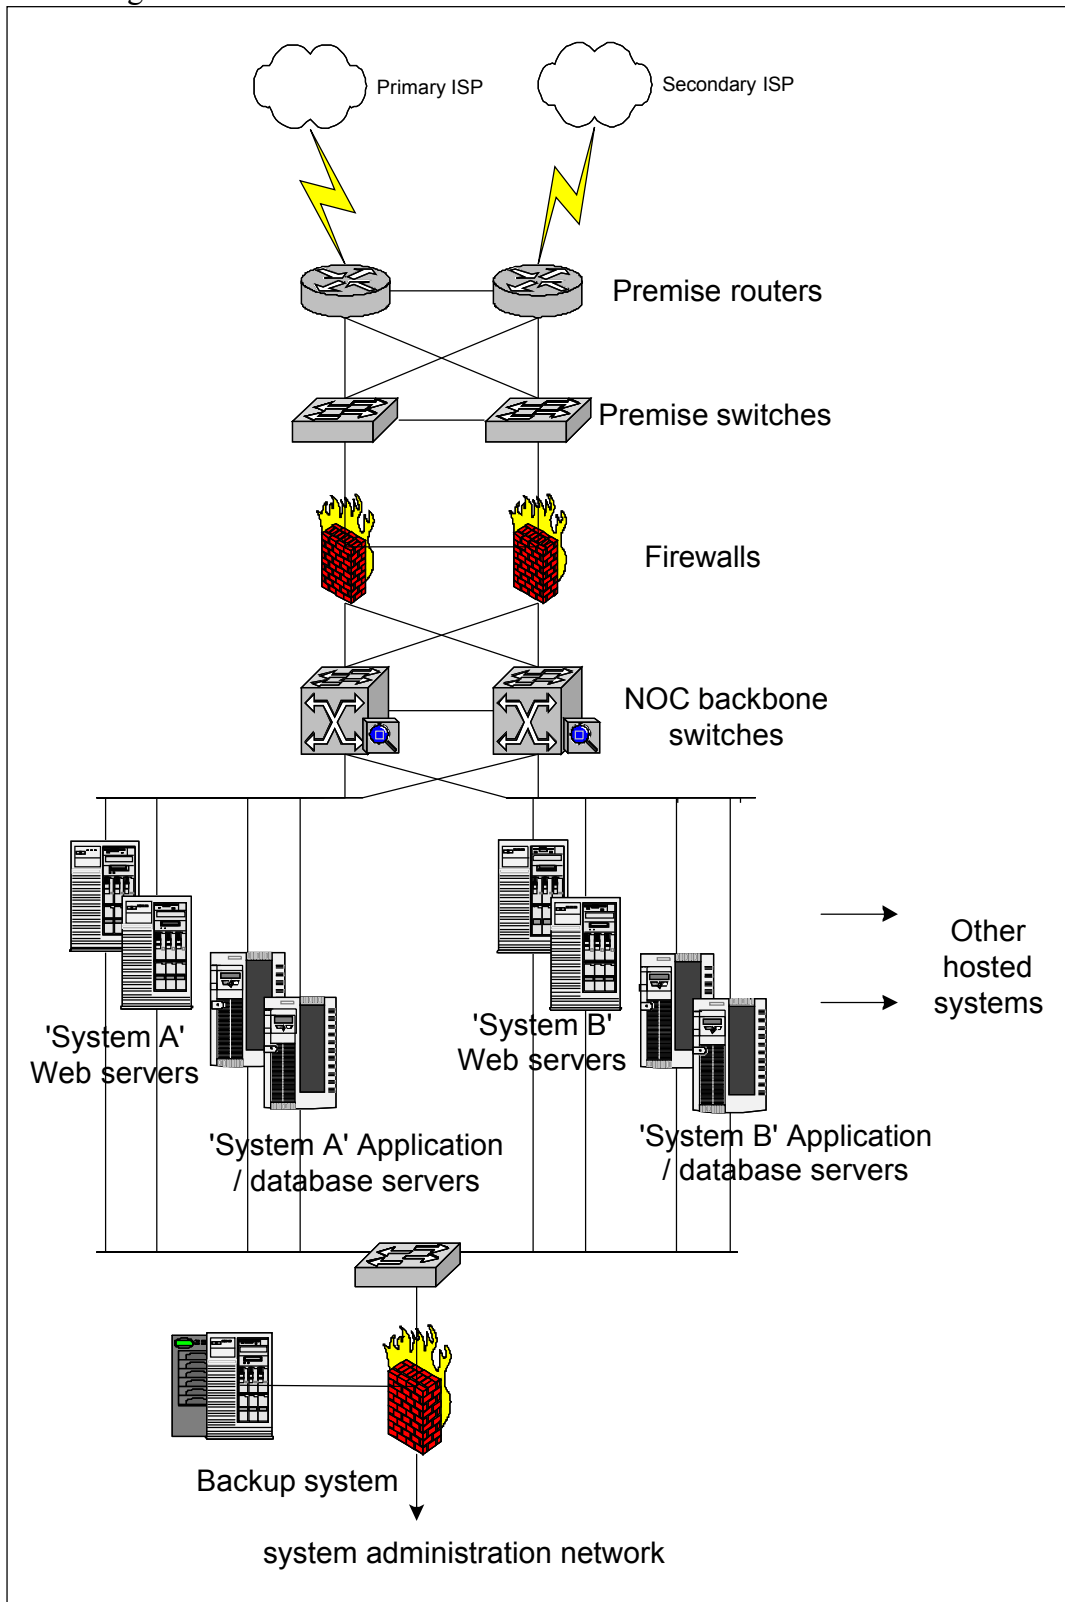 Primary ISP
Secondary ISP
Premise routers
Premise switches
Firewalls
NOC backbone
switches
Other
hosted
systems
'System A'
Web servers
'System B'
Web servers
'System A' Application
/ database servers
'System B' Application
/ database servers
Backup system
system administration network